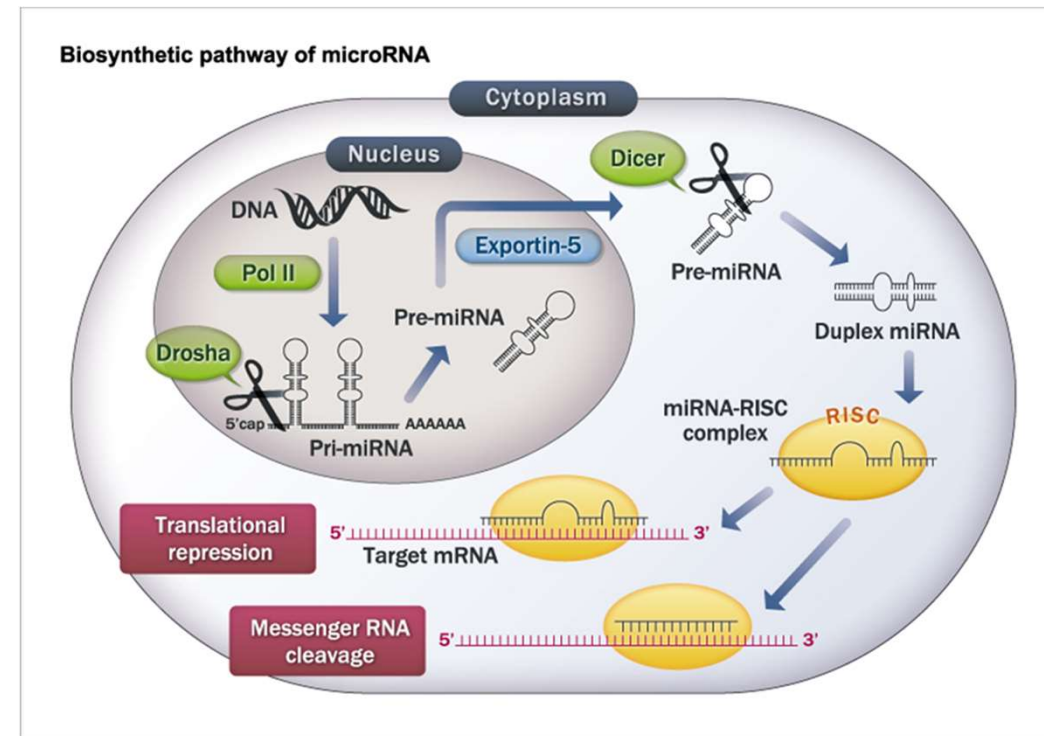 Biosynthetic pathway of microRNA
Cytoplasm
Nucleus
Dicer
DNA
Exportin-5
Pol II
Pre-miRNA
Pre-miRNA
Duplex miRNA
Drosha
5'cap
AAAAAA
Pri-miRNA
miRNA-RISC
complex
RISC
Translational
repression
5'
3'
Target mRNA
Messenger RNA
cleavage
5'
3'